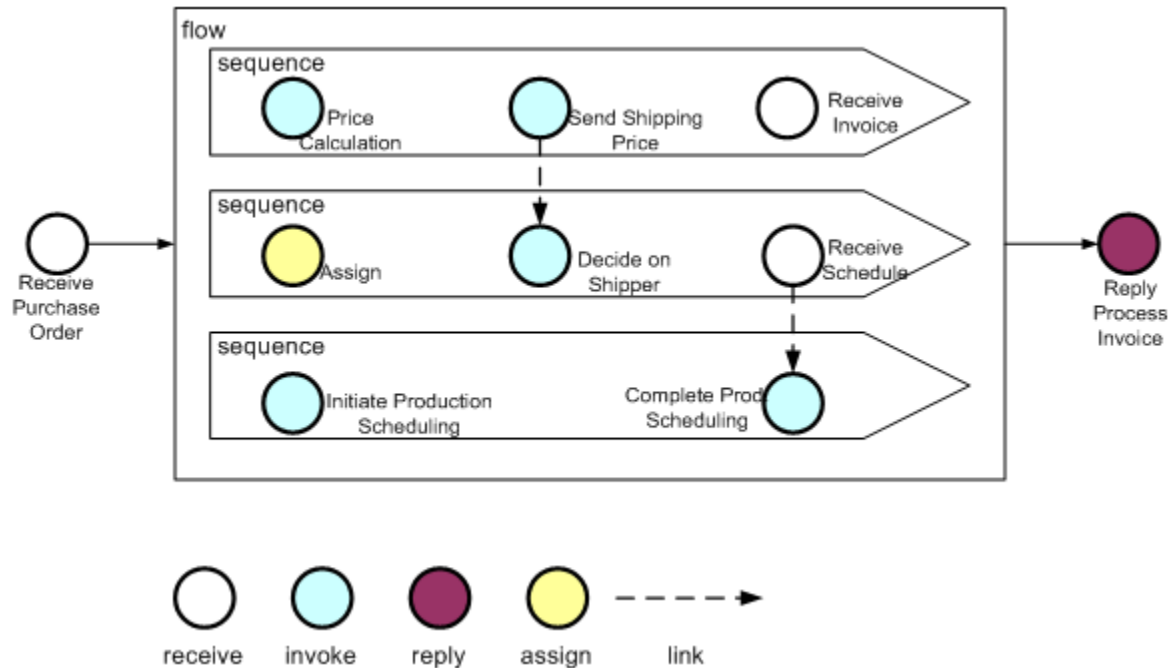 flow
sequence
Price
Calculation
Send Shipping
Price
Receive
Invoice
sequence
Assign
Decide on
Shipper
Receive
Schedule
Receive
Purchase
Order
Reply
Process
Invoice
sequence
Initiate Production
Scheduling
Complete Prod
Scheduling
receive
invoke
reply
assign
link